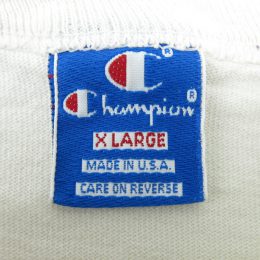 C®
Champion®
X LARGE
MADE IN U.S.A.
CARE ON REVERSE